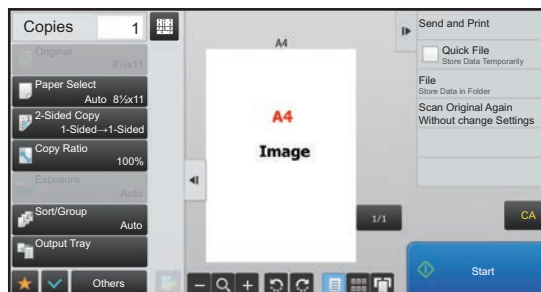 Copies 1
Original
8½x11
Paper Select
Auto 8½x11
2-Sided Copy
1-Sided→1-Sided
Copy Ratio
100%
Exposure
Auto
Sort/Group
Auto
Output Tray
Others
A4
A4
Image
1/1
Send and Print
Quick File
Store Data Temporarily
File
Store Data in Folder
Scan Original Again
Without change Settings
CA
Start